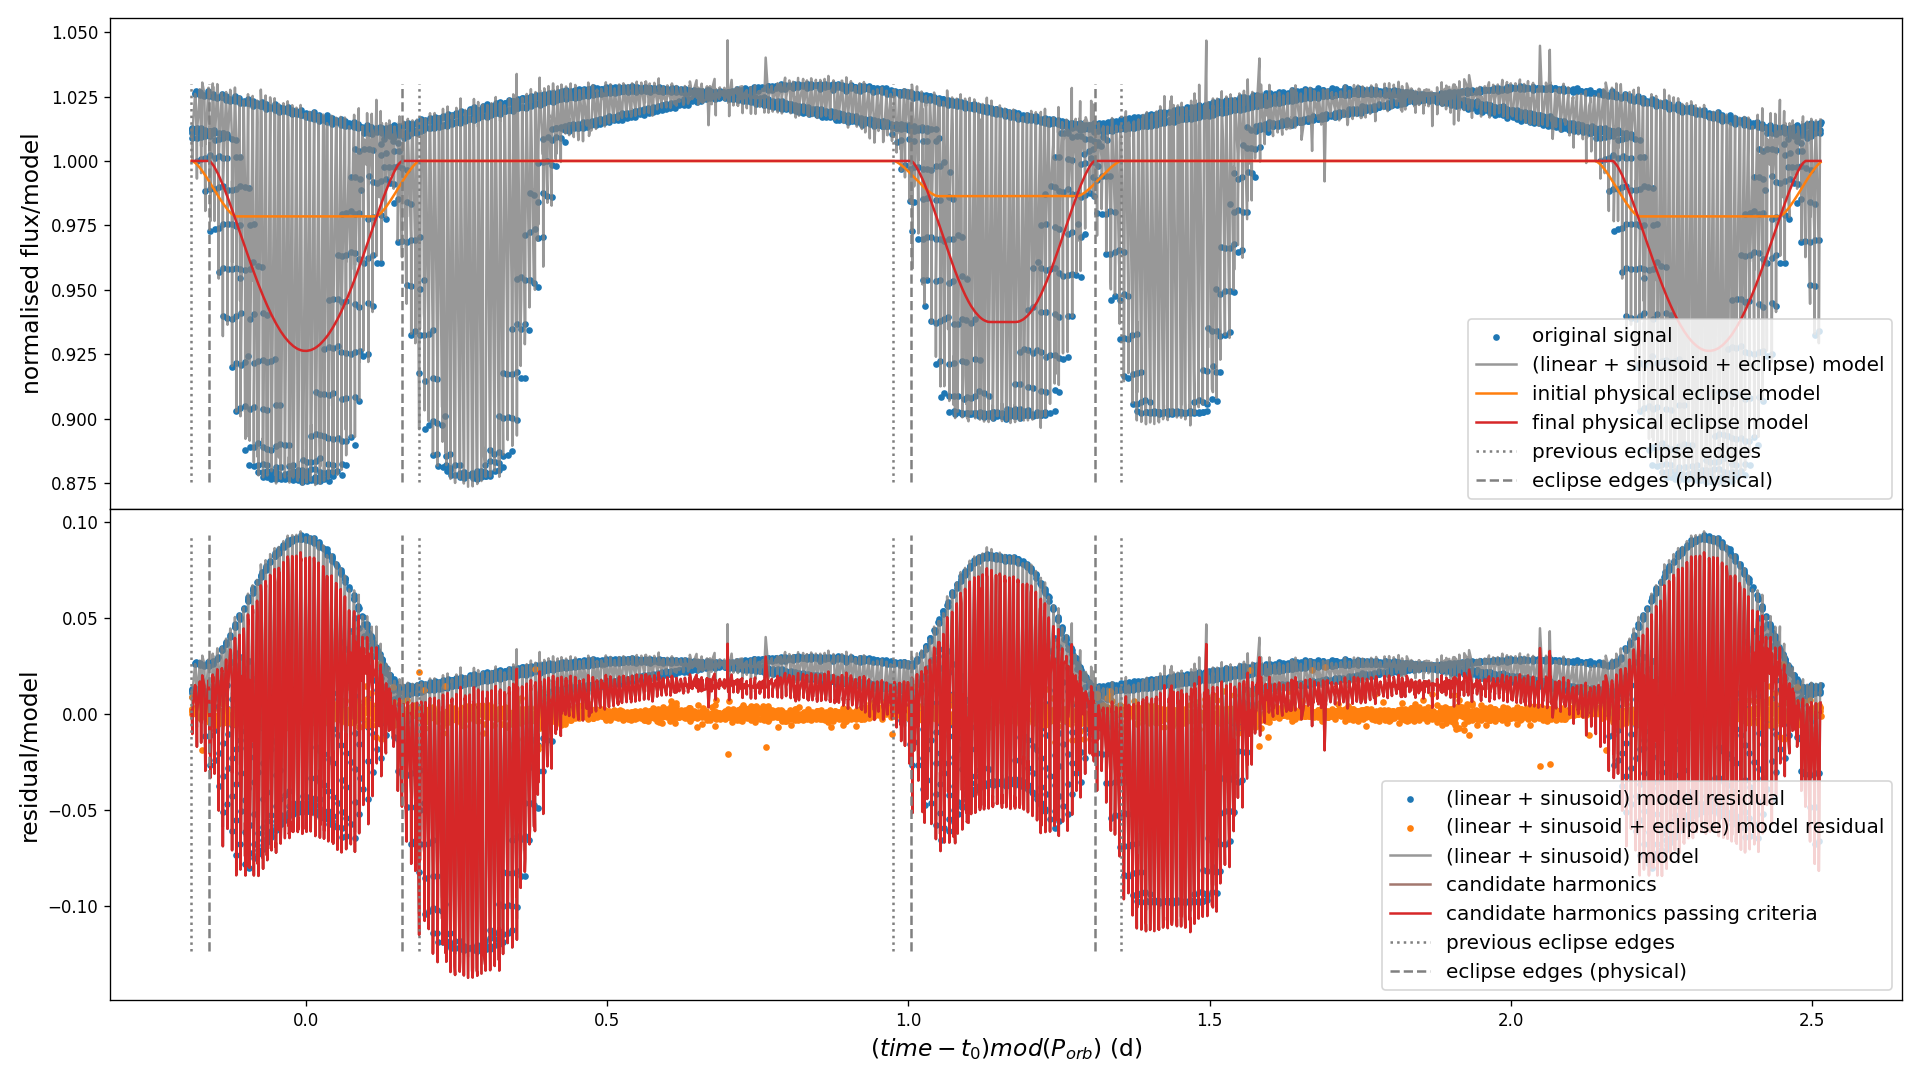 1.050
1.025
1.000
0.975
0.950
0.925
0.900
0.875
normalised flux/model
original signal
(linear + sinusoid + eclipse) model
initial physical eclipse model
final physical eclipse model
previous eclipse edges
eclipse edges (physical)
0.10
0.05
0.00
−0.05
−0.10
residual/model
(linear + sinusoid) model residual
(linear + sinusoid + eclipse) model residual
(linear + sinusoid) model
candidate harmonics
candidate harmonics passing criteria
previous eclipse edges
eclipse edges (physical)
0.0 0.5 1.0 1.5 2.0 2.5
(time − t₀)mod(P_orb) (d)